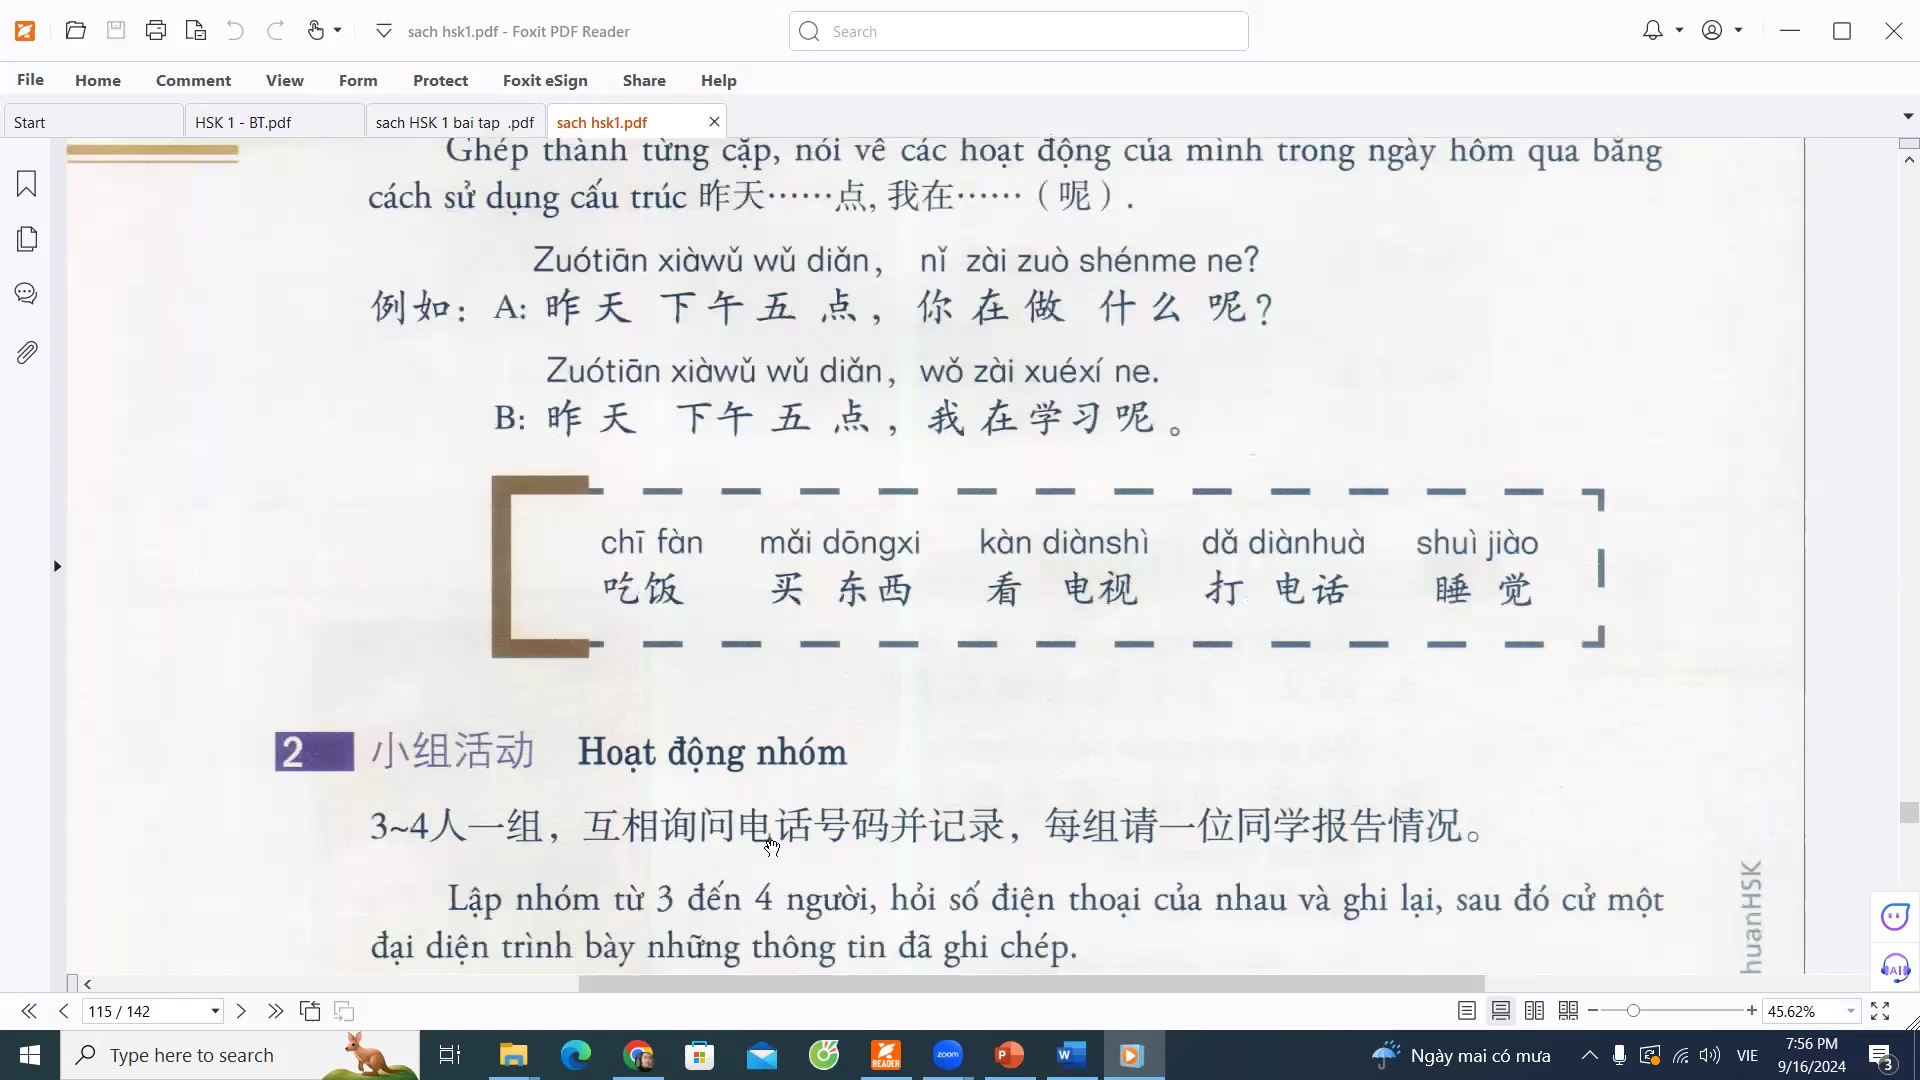 sach hsk1.pdf - Foxit PDF Reader
Search
File Home Comment View Form Protect Foxit eSign Share Help
Start HSK 1 - BT.pdf sach HSK 1 bai tap .pdf sach hsk1.pdf
Ghép thành từng cặp, nói về các hoạt động của mình trong ngày hôm qua bằng
cách sử dụng cấu trúc 昨天……点, 我在……（呢）.
Zuótiān xiàwǔ wǔ diǎn, nǐ zài zuò shénme ne?
例如: A: 昨天 下午五 点, 你在做 什么 呢?
Zuótiān xiàwǔ wǔ diǎn, wǒ zài xuéxí ne.
B: 昨天 下午五 点, 我 在学习呢。
chī fàn mǎi dōngxi kàn diànshì dǎ diànhuà shuì jiào
吃饭 买 东西 看 电视 打 电话 睡 觉
2 小组活动 Hoạt động nhóm
3~4人一组，互相询问电话号码并记录，每组请一位同学报告情况。
Lập nhóm từ 3 đến 4 người, hỏi số điện thoại của nhau và ghi lại, sau đó cử một
đại diện trình bày những thông tin đã ghi chép.
huanHSK
AI
115 / 142
45.62%
Type here to search
READER
zoom
Ngày mai có mưa
VIE
7:56 PM
9/16/2024
3